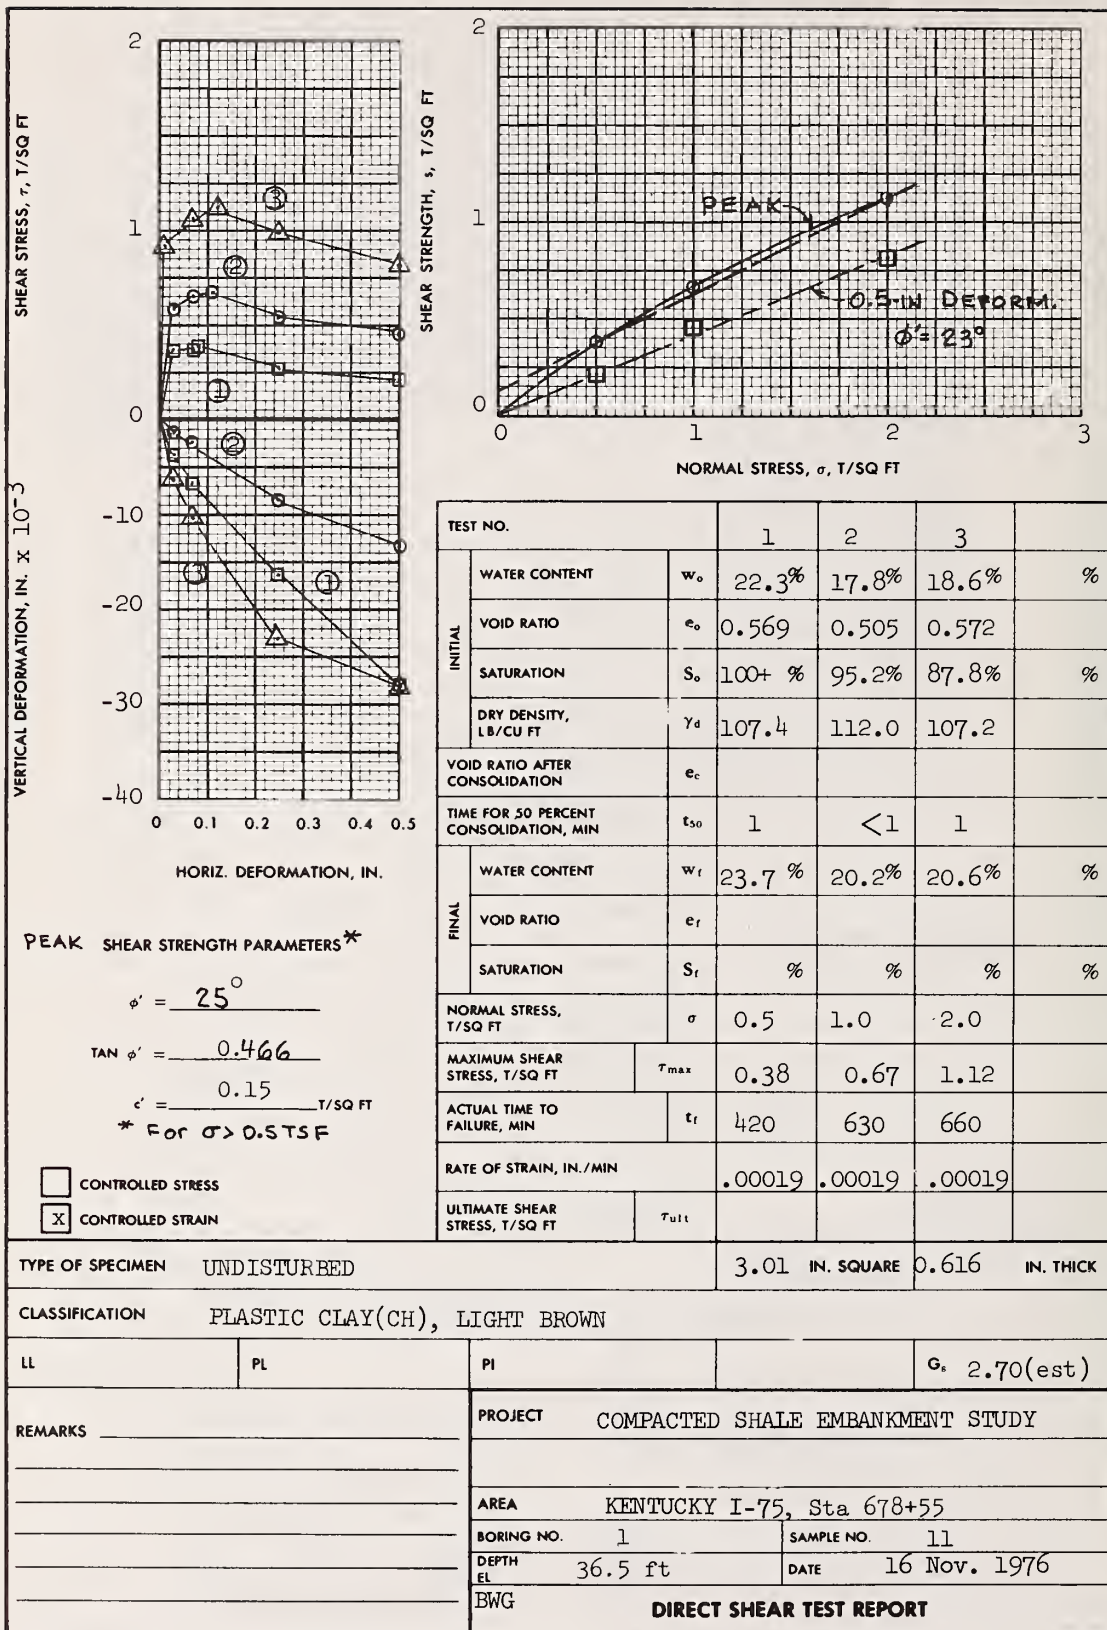 SHEAR STRESS, τ, T/SQ FT
2
1
0
③
②
①
VERTICAL DEFORMATION, IN. x 10-3
-10
-20
-30
-40
②
①
③
0 0.1 0.2 0.3 0.4 0.5
HORIZ. DEFORMATION, IN.
SHEAR STRENGTH, s, T/SQ FT
2
1
0
PEAK
0.5-IN DEFORM.
φ'= 23°
0 1 2 3
NORMAL STRESS, σ, T/SQ FT
PEAK SHEAR STRENGTH PARAMETERS*
φ' = 25°
TAN φ' = 0.466
c' = 0.15 T/SQ FT
* For σ> 0.5TSF
CONTROLLED STRESS
X CONTROLLED STRAIN
TEST NO. 1 2 3
INITIAL
WATER CONTENT wo 22.3% 17.8% 18.6% %
VOID RATIO eo 0.569 0.505 0.572
SATURATION So 100+ % 95.2% 87.8% %
DRY DENSITY, LB/CU FT γd 107.4 112.0 107.2
VOID RATIO AFTER CONSOLIDATION ec
TIME FOR 50 PERCENT CONSOLIDATION, MIN t50 1 <1 1
FINAL
WATER CONTENT wf 23.7 % 20.2% 20.6% %
VOID RATIO ef
SATURATION Sf % % % %
NORMAL STRESS, T/SQ FT σ 0.5 1.0 2.0
MAXIMUM SHEAR STRESS, T/SQ FT τmax 0.38 0.67 1.12
ACTUAL TIME TO FAILURE, MIN tf 420 630 660
RATE OF STRAIN, IN./MIN .00019 .00019 .00019
ULTIMATE SHEAR STRESS, T/SQ FT τult
TYPE OF SPECIMEN UNDISTURBED 3.01 IN. SQUARE 0.616 IN. THICK
CLASSIFICATION PLASTIC CLAY(CH), LIGHT BROWN
LL PL PI Gs 2.70(est)
REMARKS
PROJECT COMPACTED SHALE EMBANKMENT STUDY
AREA KENTUCKY I-75, Sta 678+55
BORING NO. 1 SAMPLE NO. 11
DEPTH EL 36.5 ft DATE 16 Nov. 1976
BWG DIRECT SHEAR TEST REPORT